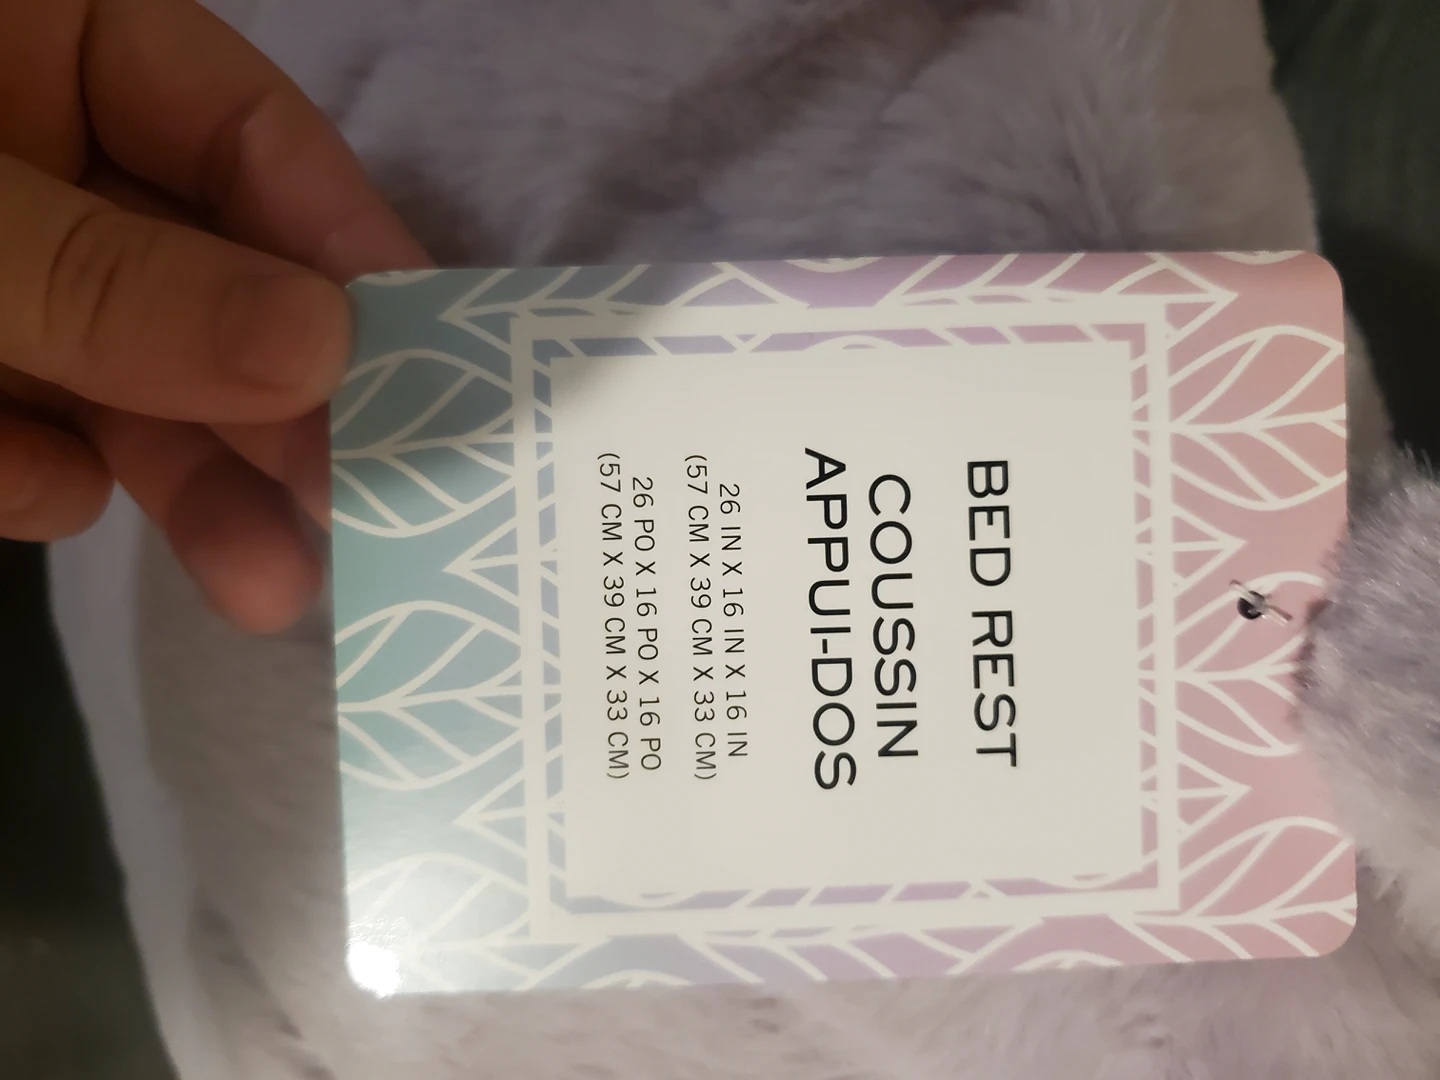 BED REST
COUSSIN
APPUI-DOS
26 IN X 16 IN X 16 IN
(57 CM X 39 CM X 33 CM)
26 PO X 16 PO X 16 PO
(57 CM X 39 CM X 33 CM)